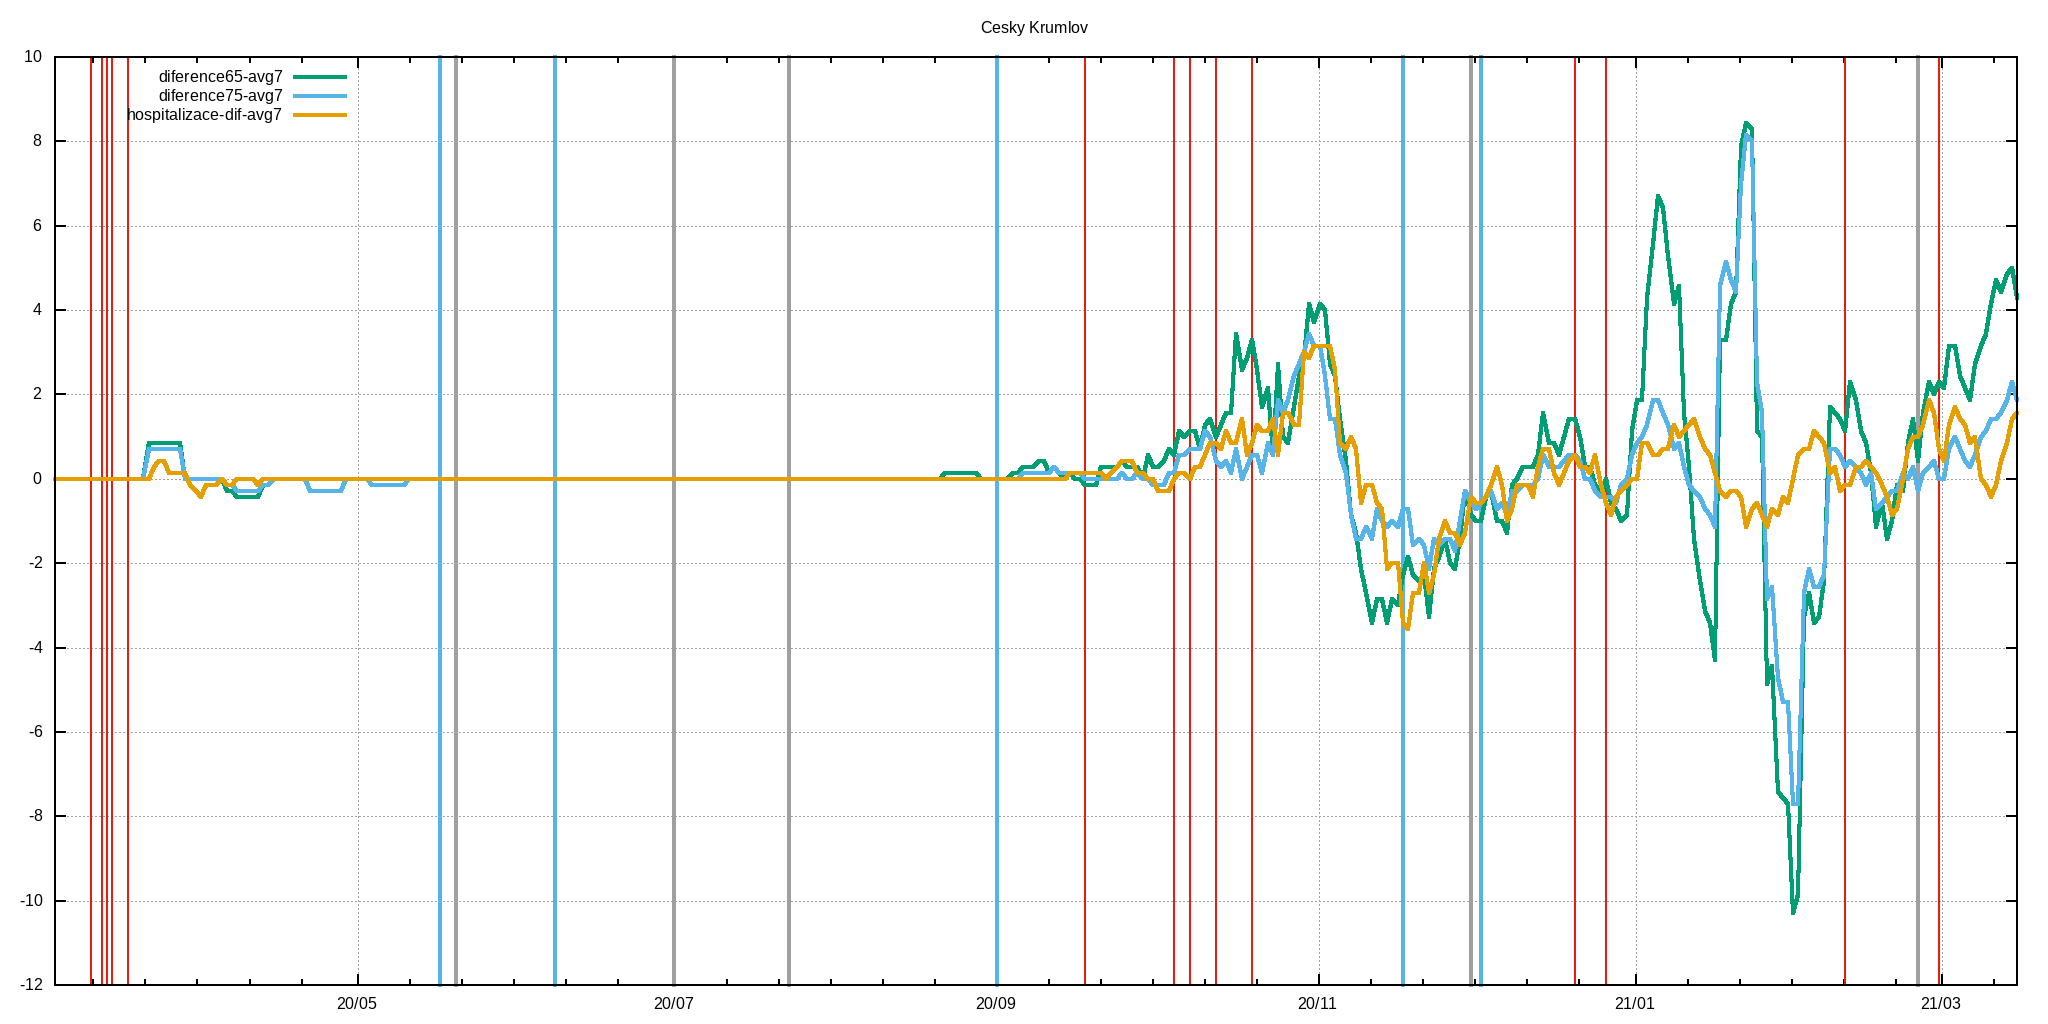 Cesky Krumlov
10
diference65-avg7
diference75-avg7
hospitalizace-dif-avg7
8
6
4
2
0
-2
-4
-6
-8
-10
-12
20/05 20/07 20/09 20/11 21/01 21/03